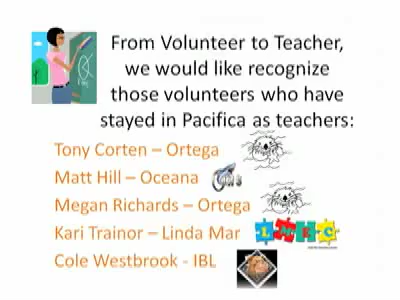 From Volunteer to Teacher,
we would like recognize
those volunteers who have
stayed in Pacifica as teachers:
Tony Corten – Ortega
Matt Hill – Oceana
Megan Richards – Ortega
Kari Trainor – Linda Mar
L M E C
Cole Westbrook - IBL